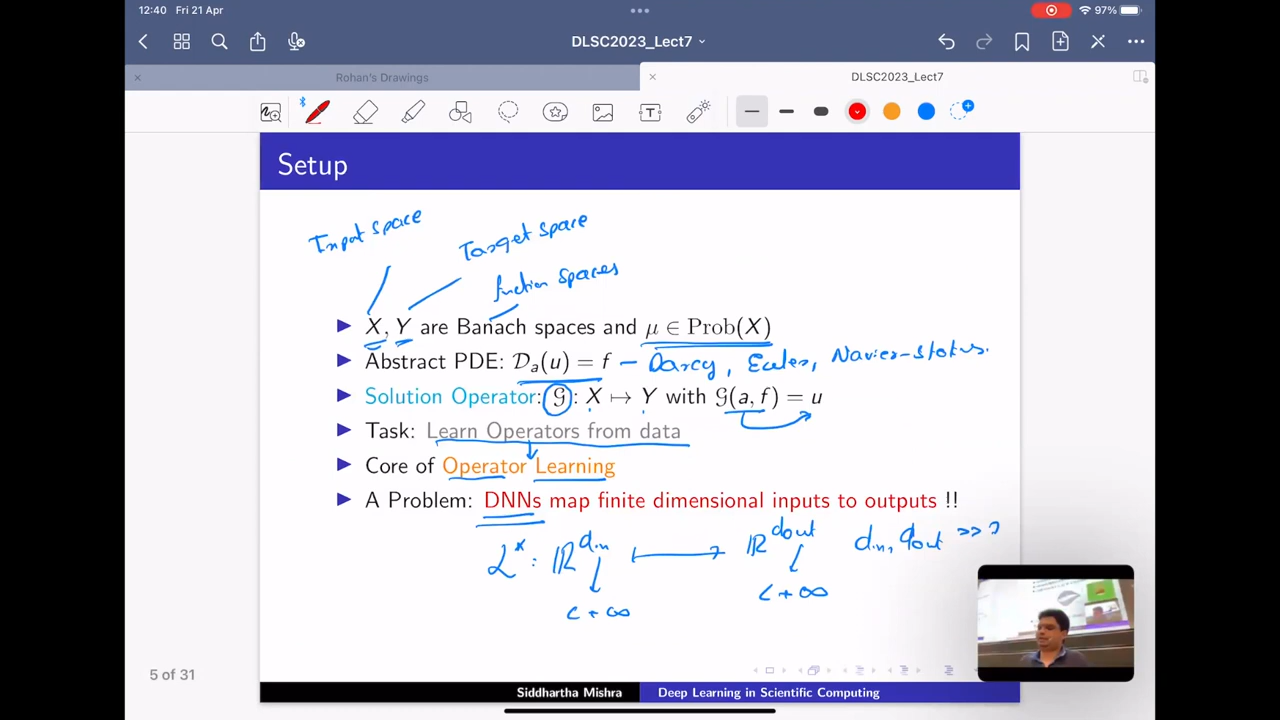 12:40 Fri 21 Apr
97%
DLSC2023_Lect7
Rohan's Drawings
DLSC2023_Lect7
Setup
Input space
Target space
function spaces
X, Y are Banach spaces and μ ∈ Prob(X)
Abstract PDE: 𝒟ₐ(u) = f – Darcy, Euler, Navier-Stokes.
Solution Operator: 𝒢 : X ↦ Y with 𝒢(a, f) = u
Task: Learn Operators from data
Core of Operator Learning
A Problem: DNNs map finite dimensional inputs to outputs !!
ℒ* : ℝ^din ⟷ ℝ^dout din, dout >>
< + ∞ < + ∞
5 of 31
Siddhartha Mishra Deep Learning in Scientific Computing